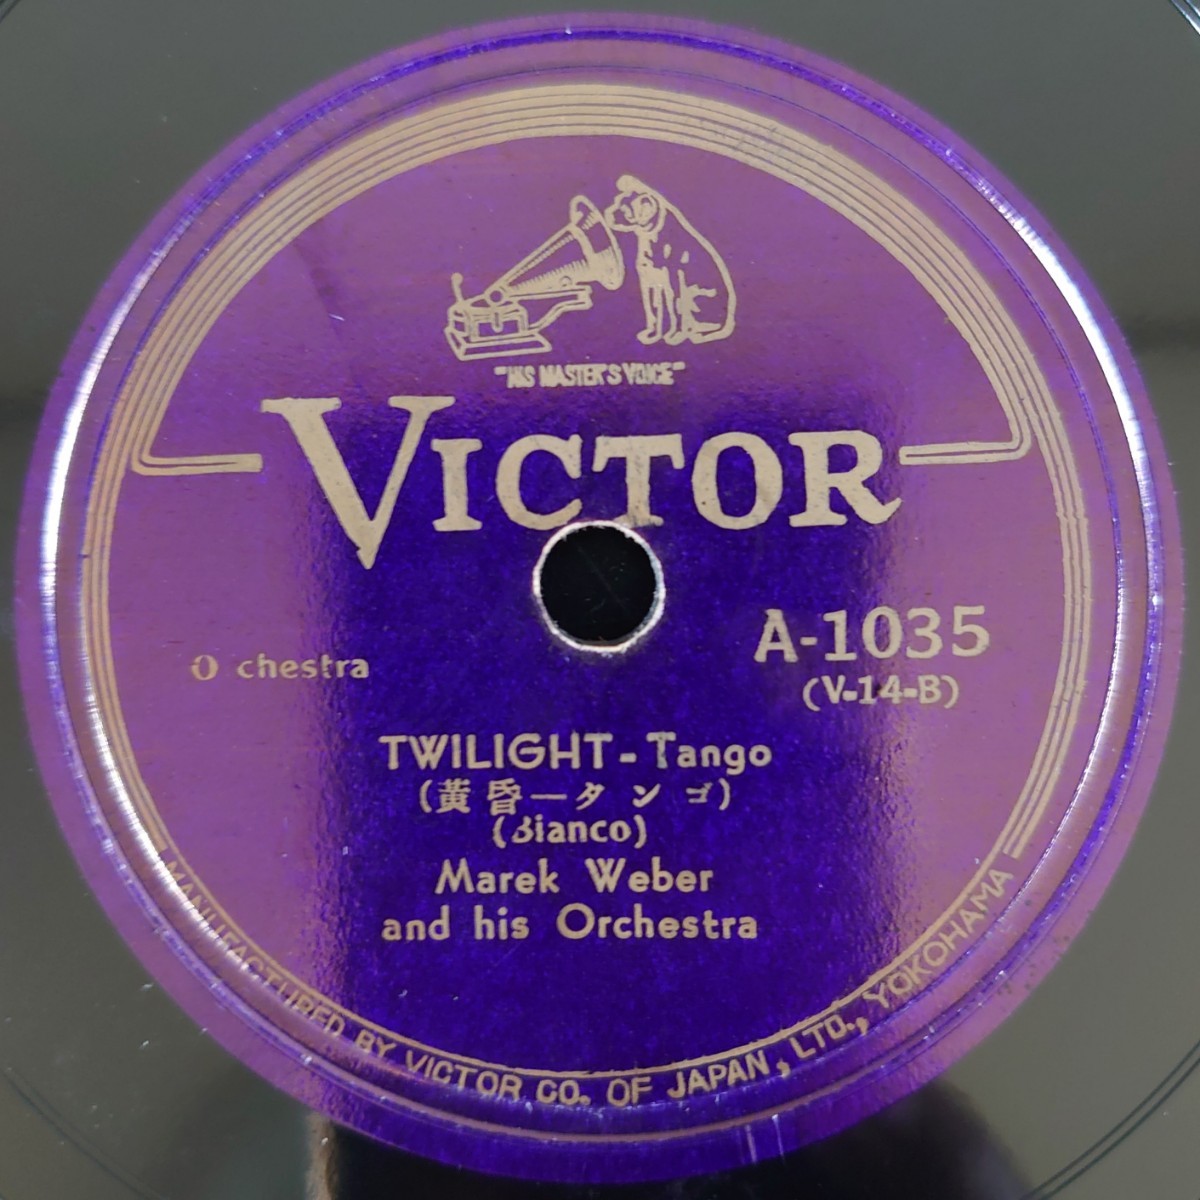 "HIS MASTER'S VOICE"
VICTOR
A-1035
(V-14-B)
O chestra
TWILIGHT - Tango
(黄昏—タンゴ)
(Bianco)
Marek Weber
and his Orchestra
MANUFACTURED BY VICTOR CO. OF JAPAN, LTD., YOKOHAMA